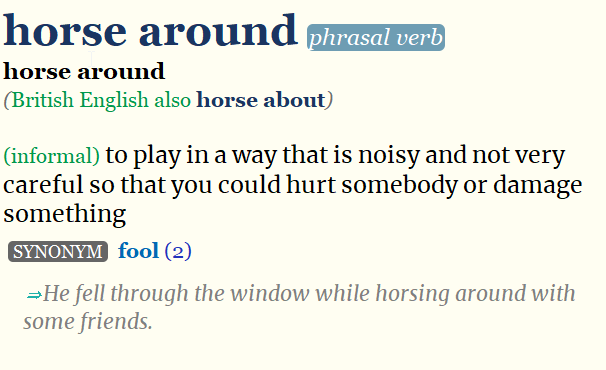 horse around phrasal verb
horse around
(British English also horse about)
(informal) to play in a way that is noisy and not very
careful so that you could hurt somebody or damage
something
SYNONYM fool (2)
⇒He fell through the window while horsing around with
some friends.